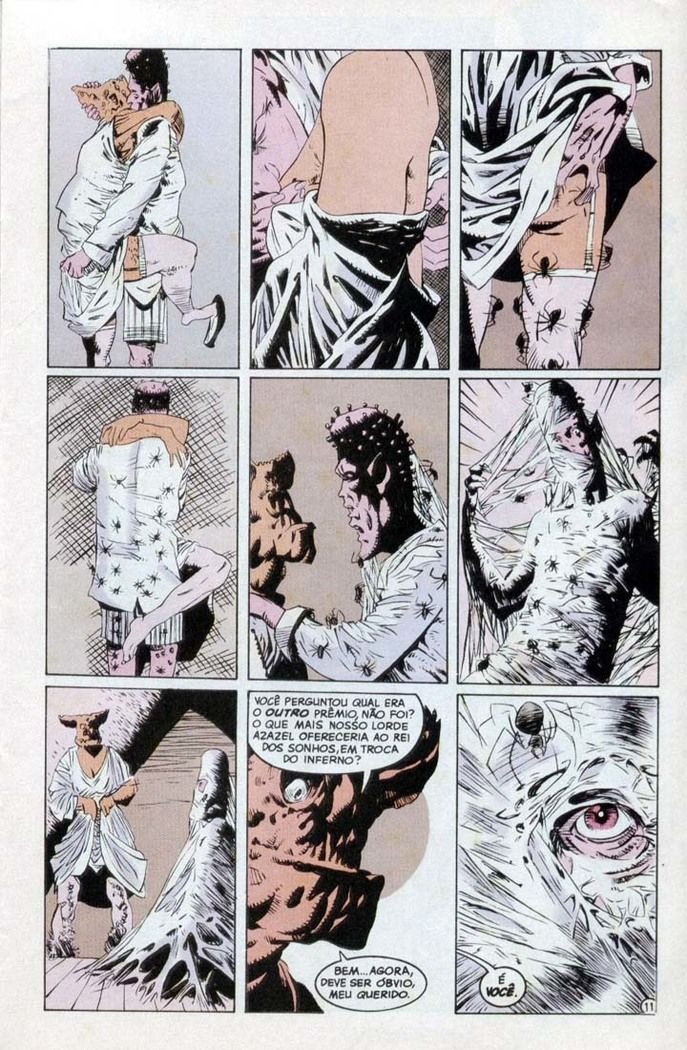 VOCÊ PERGUNTOU QUAL ERA
O OUTRO PRÊMIO, NÃO FOI?
O QUE MAIS NOSSO LORDE
AZAZEL OFERECERIA AO REI
DOS SONHOS, EM TROCA
DO INFERNO?
BEM...AGORA,
DEVE SER ÓBVIO,
MEU QUERIDO.
É
VOCÊ.
11